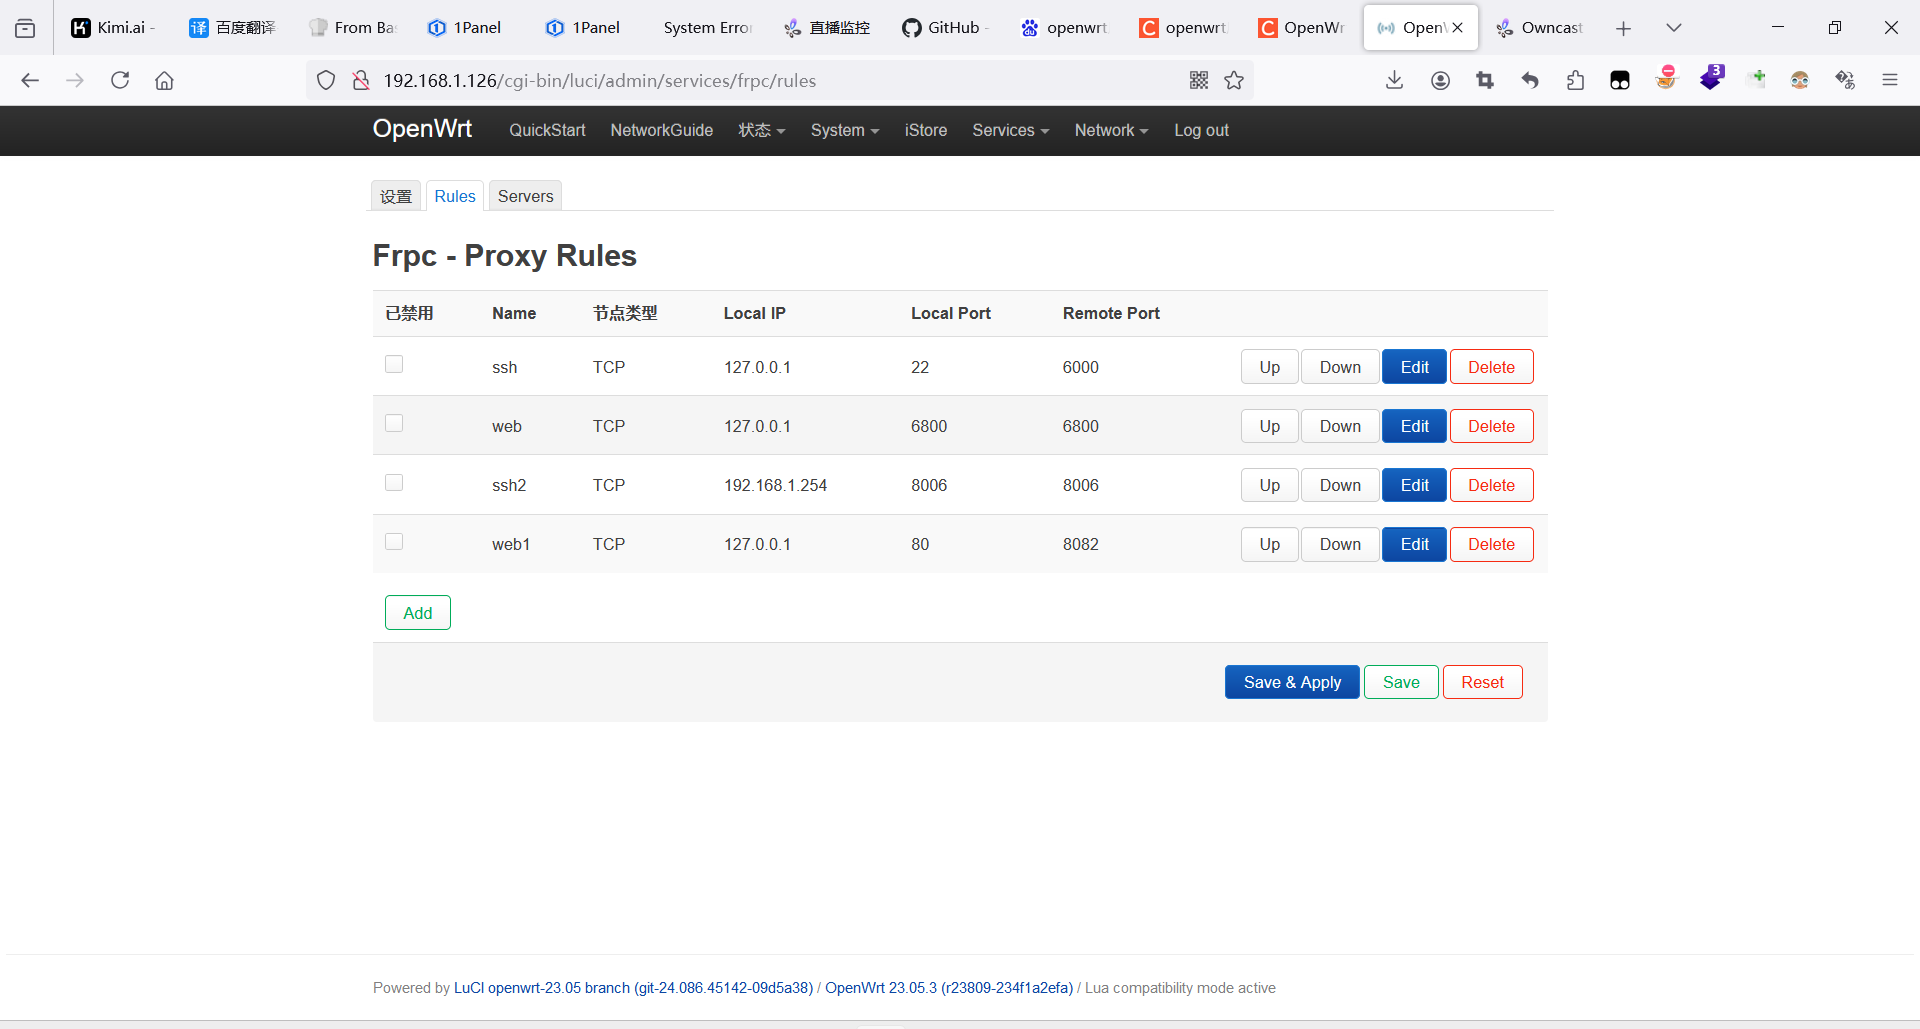 Kimi.ai -
译 百度翻译
From Bas
1Panel
1Panel
System Error
直播监控
GitHub -
openwrt
openwrt
OpenWr
OpenW
Owncast
192.168.1.126/cgi-bin/luci/admin/services/frpc/rules
3
OpenWrt QuickStart NetworkGuide 状态 System iStore Services Network Log out
设置 Rules Servers
Frpc - Proxy Rules
已禁用 Name 节点类型 Local IP Local Port Remote Port
ssh TCP 127.0.0.1 22 6000 Up Down Edit Delete
web TCP 127.0.0.1 6800 6800 Up Down Edit Delete
ssh2 TCP 192.168.1.254 8006 8006 Up Down Edit Delete
web1 TCP 127.0.0.1 80 8082 Up Down Edit Delete
Add
Save & Apply Save Reset
Powered by LuCI openwrt-23.05 branch (git-24.086.45142-09d5a38) / OpenWrt 23.05.3 (r23809-234f1a2efa) / Lua compatibility mode active